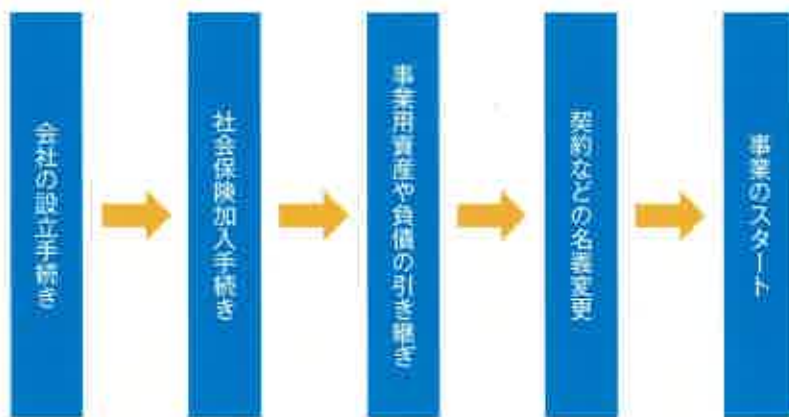 会社の設立手続き
社会保険加入手続き
事業用資産や負債の引き継ぎ
契約などの名義変更
事業のスタート